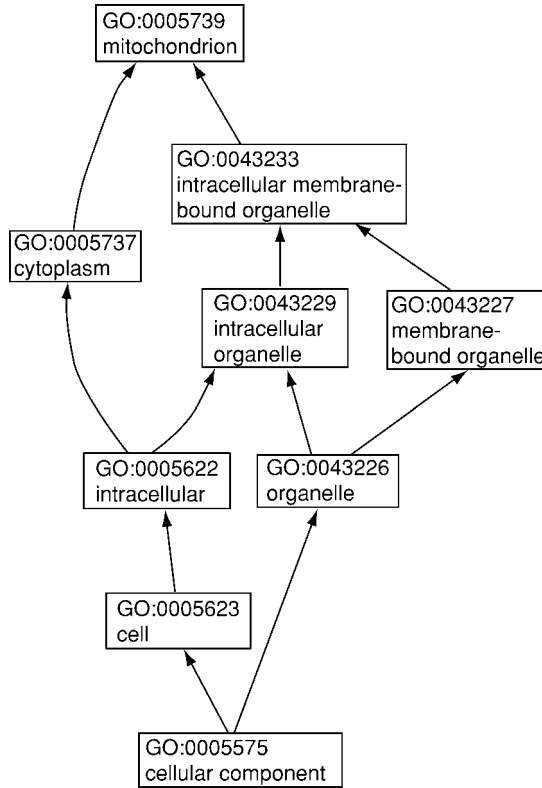 GO:0005739
mitochondrion
GO:0043233
intracellular membrane-
bound organelle
GO:0005737
cytoplasm
GO:0043229
intracellular
organelle
GO:0043227
membrane-
bound organelle
GO:0005622
intracellular
GO:0043226
organelle
GO:0005623
cell
GO:0005575
cellular component